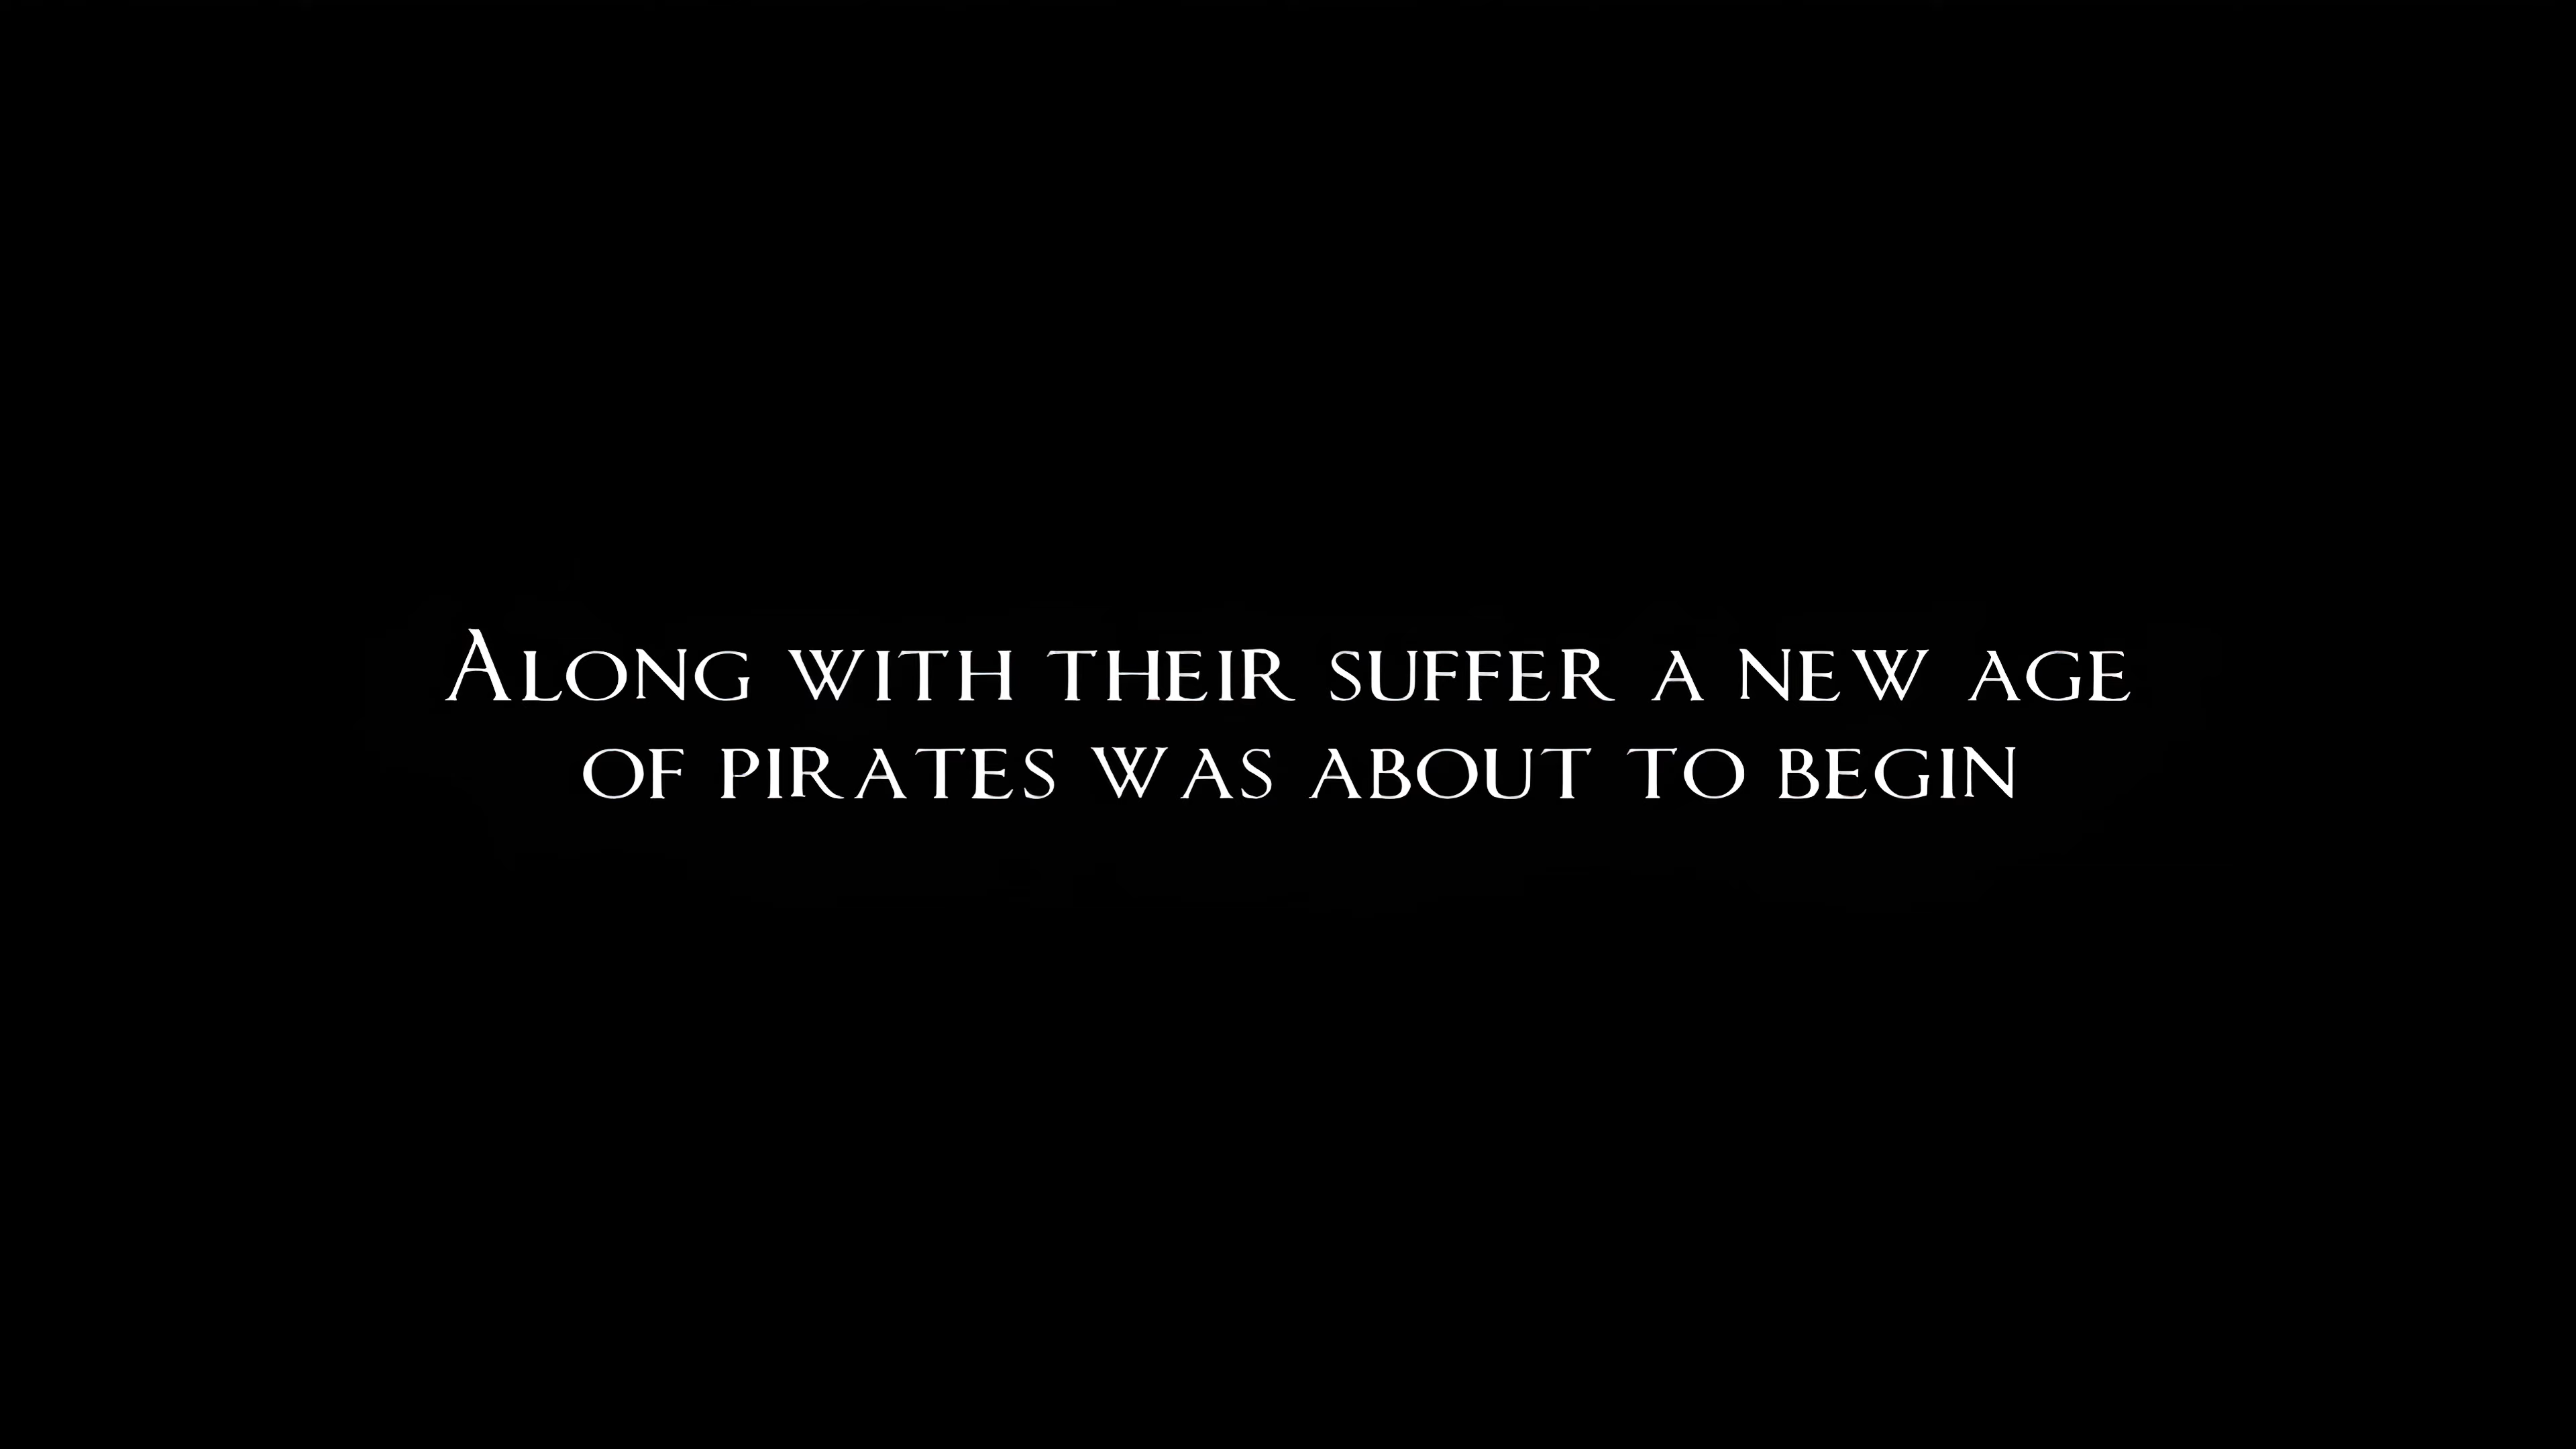 Along with their suffer a new age
of pirates was about to begin